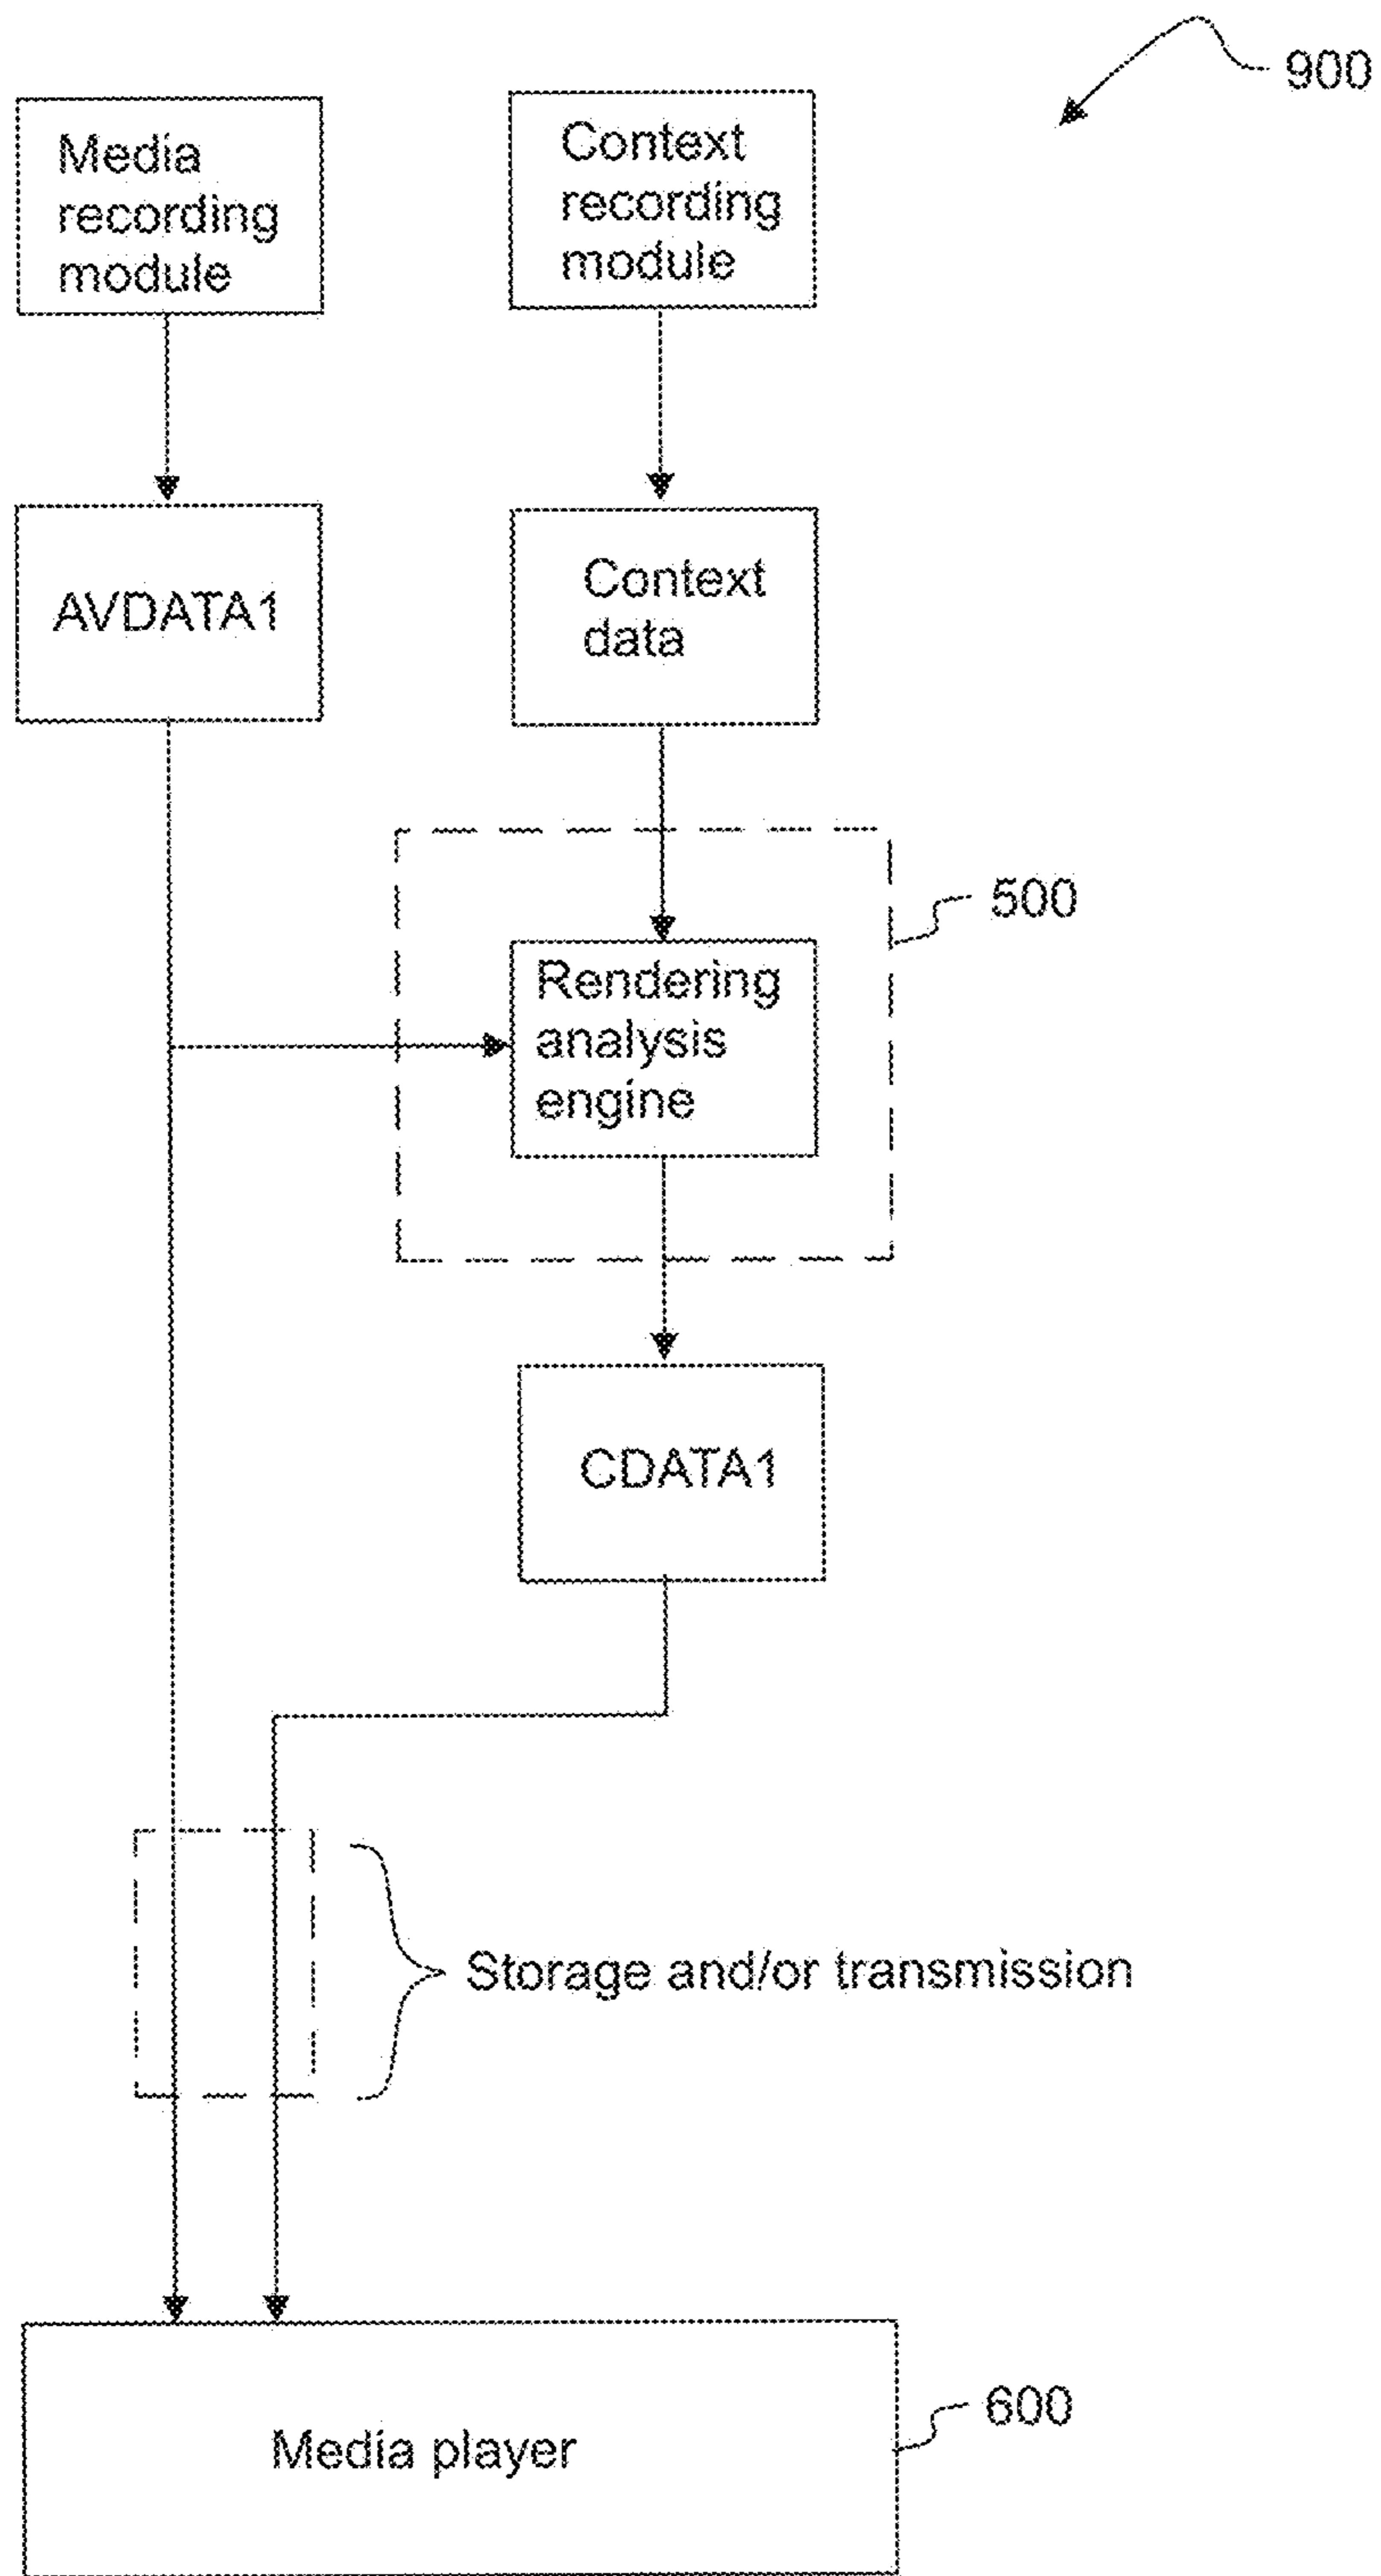 900
Media
recording
module
Context
recording
module
AVDATA1
Context
data
500
Rendering
analysis
engine
CDATA1
Storage and/or transmission
600
Media player